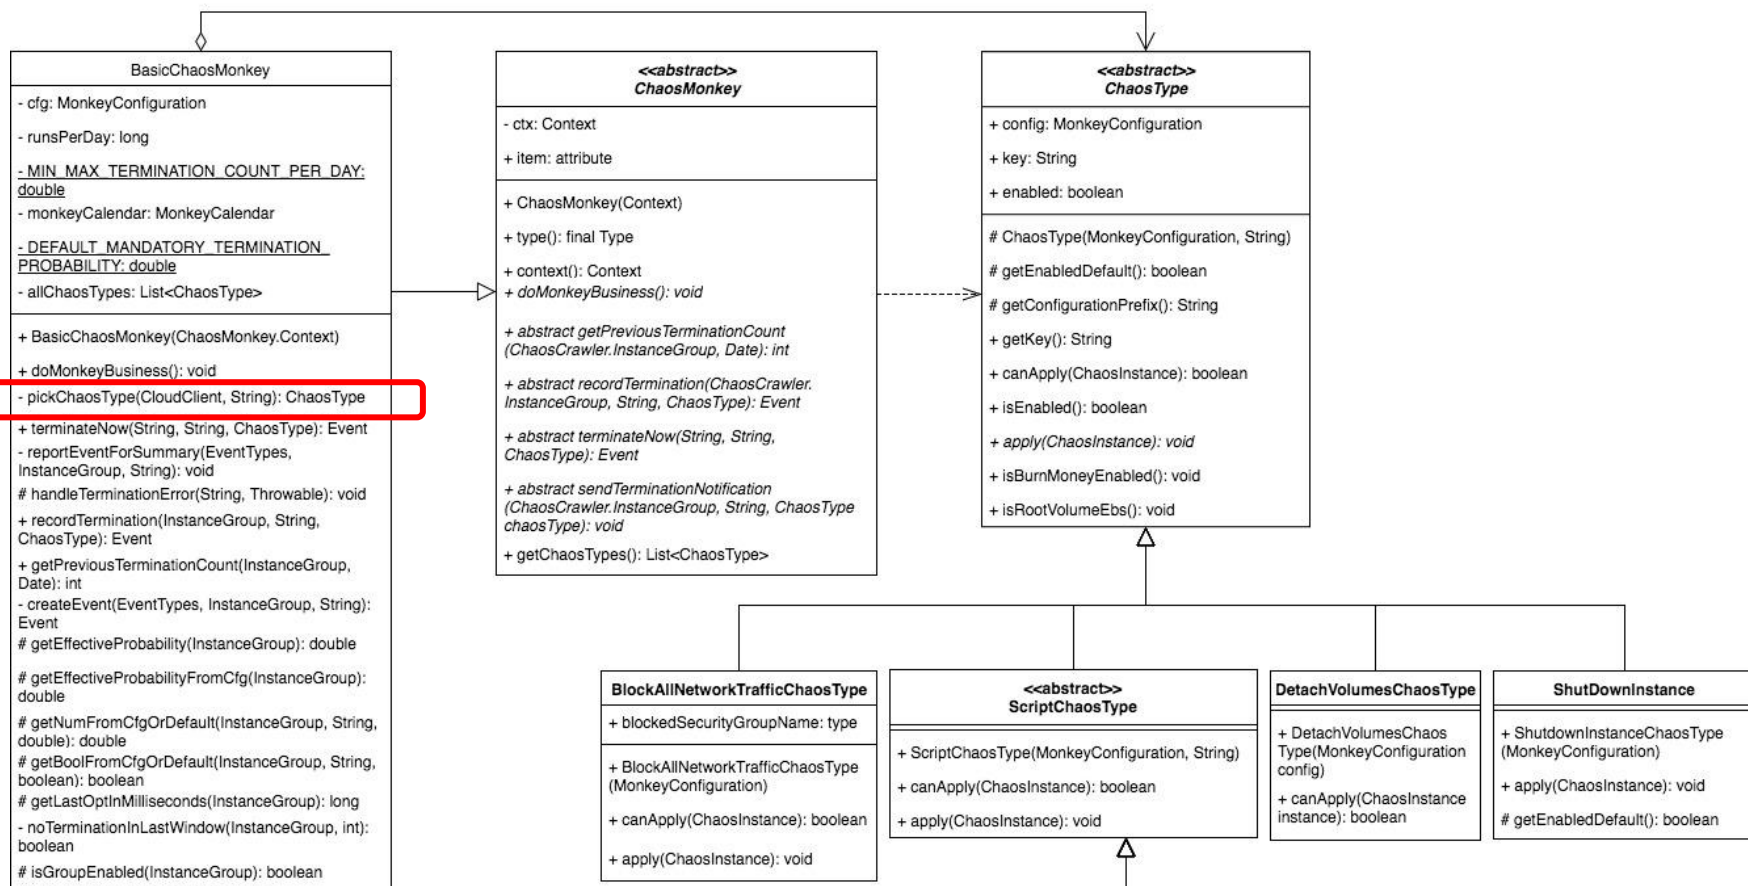 BasicChaosMonkey
- cfg: MonkeyConfiguration
- runsPerDay: long
- MIN_MAX_TERMINATION_COUNT_PER_DAY:
double
- monkeyCalendar: MonkeyCalendar
- DEFAULT_MANDATORY_TERMINATION_
PROBABILITY: double
- allChaosTypes: List<ChaosType>
+ BasicChaosMonkey(ChaosMonkey.Context)
+ doMonkeyBusiness(): void
- pickChaosType(CloudClient, String): ChaosType
+ terminateNow(String, String, ChaosType): Event
- reportEventForSummary(EventTypes,
InstanceGroup, String): void
# handleTerminationError(String, Throwable): void
+ recordTermination(InstanceGroup, String,
ChaosType): Event
+ getPreviousTerminationCount(InstanceGroup,
Date): int
- createEvent(EventTypes, InstanceGroup, String):
Event
# getEffectiveProbability(InstanceGroup): double
# getEffectiveProbabilityFromCfg(InstanceGroup):
double
# getNumFromCfgOrDefault(InstanceGroup, String,
double): double
# getBoolFromCfgOrDefault(InstanceGroup, String,
boolean): boolean
# getLastOptInMilliseconds(InstanceGroup): long
- noTerminationInLastWindow(InstanceGroup, int):
boolean
# isGroupEnabled(InstanceGroup): boolean
<<abstract>>
ChaosMonkey
- ctx: Context
+ item: attribute
+ ChaosMonkey(Context)
+ type(): final Type
+ context(): Context
+ doMonkeyBusiness(): void
+ abstract getPreviousTerminationCount
(ChaosCrawler.InstanceGroup, Date): int
+ abstract recordTermination(ChaosCrawler.
InstanceGroup, String, ChaosType): Event
+ abstract terminateNow(String, String,
ChaosType): Event
+ abstract sendTerminationNotification
(ChaosCrawler.InstanceGroup, String, ChaosType
chaosType): void
+ getChaosTypes(): List<ChaosType>
<<abstract>>
ChaosType
+ config: MonkeyConfiguration
+ key: String
+ enabled: boolean
# ChaosType(MonkeyConfiguration, String)
# getEnabledDefault(): boolean
# getConfigurationPrefix(): String
+ getKey(): String
+ canApply(ChaosInstance): boolean
+ isEnabled(): boolean
+ apply(ChaosInstance): void
+ isBurnMoneyEnabled(): void
+ isRootVolumeEbs(): void
BlockAllNetworkTrafficChaosType
+ blockedSecurityGroupName: type
+ BlockAllNetworkTrafficChaosType
(MonkeyConfiguration)
+ canApply(ChaosInstance): boolean
+ apply(ChaosInstance): void
<<abstract>>
ScriptChaosType
+ ScriptChaosType(MonkeyConfiguration, String)
+ canApply(ChaosInstance): boolean
+ apply(ChaosInstance): void
DetachVolumesChaosType
+ DetachVolumesChaos
Type(MonkeyConfiguration
config)
+ canApply(ChaosInstance
instance): boolean
ShutDownInstance
+ ShutdownInstanceChaosType
(MonkeyConfiguration)
+ apply(ChaosInstance): void
# getEnabledDefault(): boolean